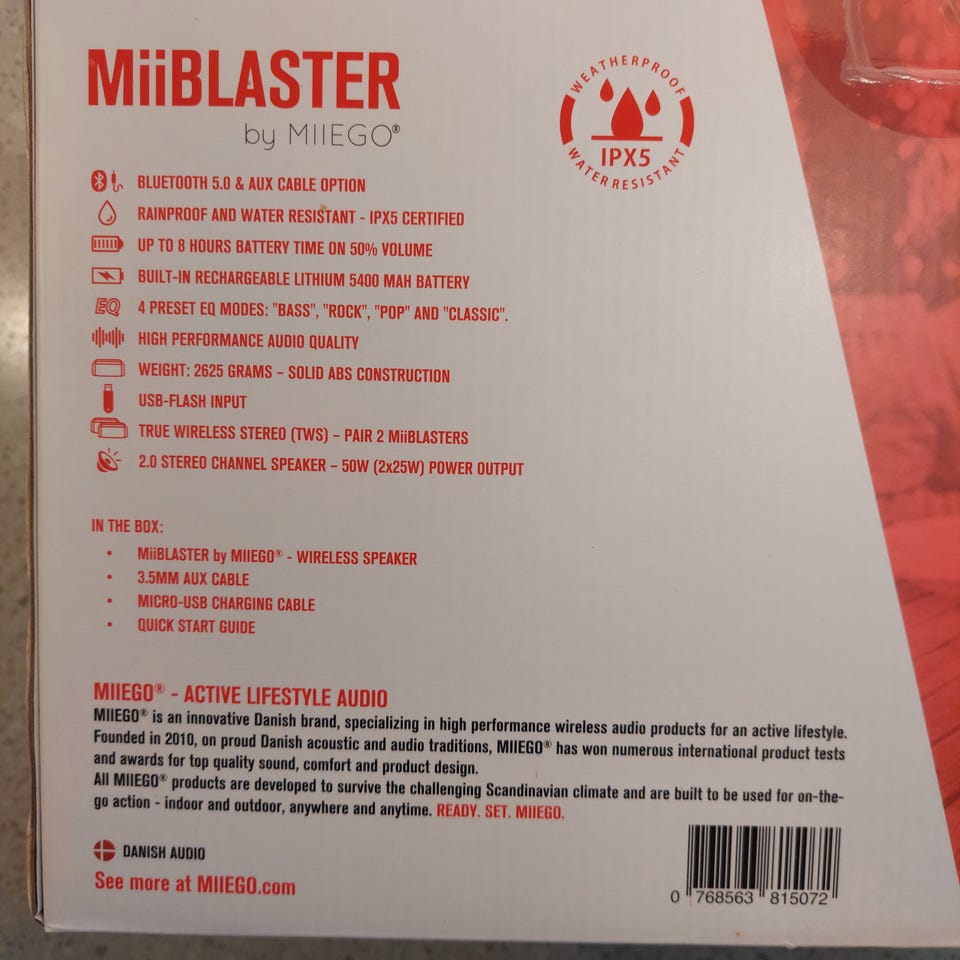 MiiBLASTER
by MIIEGO®
WEATHERPROOF
IPX5
WATER RESISTANT
BLUETOOTH 5.0 & AUX CABLE OPTION
RAINPROOF AND WATER RESISTANT - IPX5 CERTIFIED
UP TO 8 HOURS BATTERY TIME ON 50% VOLUME
BUILT-IN RECHARGEABLE LITHIUM 5400 MAH BATTERY
EQ 4 PRESET EQ MODES: "BASS", "ROCK", "POP" AND "CLASSIC".
HIGH PERFORMANCE AUDIO QUALITY
WEIGHT: 2625 GRAMS – SOLID ABS CONSTRUCTION
USB-FLASH INPUT
TRUE WIRELESS STEREO (TWS) – PAIR 2 MiiBLASTERS
2.0 STEREO CHANNEL SPEAKER – 50W (2x25W) POWER OUTPUT
IN THE BOX:
• MiiBLASTER by MIIEGO® - WIRELESS SPEAKER
• 3.5MM AUX CABLE
• MICRO-USB CHARGING CABLE
• QUICK START GUIDE
MIIEGO® - ACTIVE LIFESTYLE AUDIO
MIIEGO® is an innovative Danish brand, specializing in high performance wireless audio products for an active lifestyle.
Founded in 2010, on proud Danish acoustic and audio traditions, MIIEGO® has won numerous international product tests
and awards for top quality sound, comfort and product design.
All MIIEGO® products are developed to survive the challenging Scandinavian climate and are built to be used for on-the-
go action - indoor and outdoor, anywhere and anytime. READY. SET. MIIEGO.
DANISH AUDIO
See more at MIIEGO.com
0 768563 815072